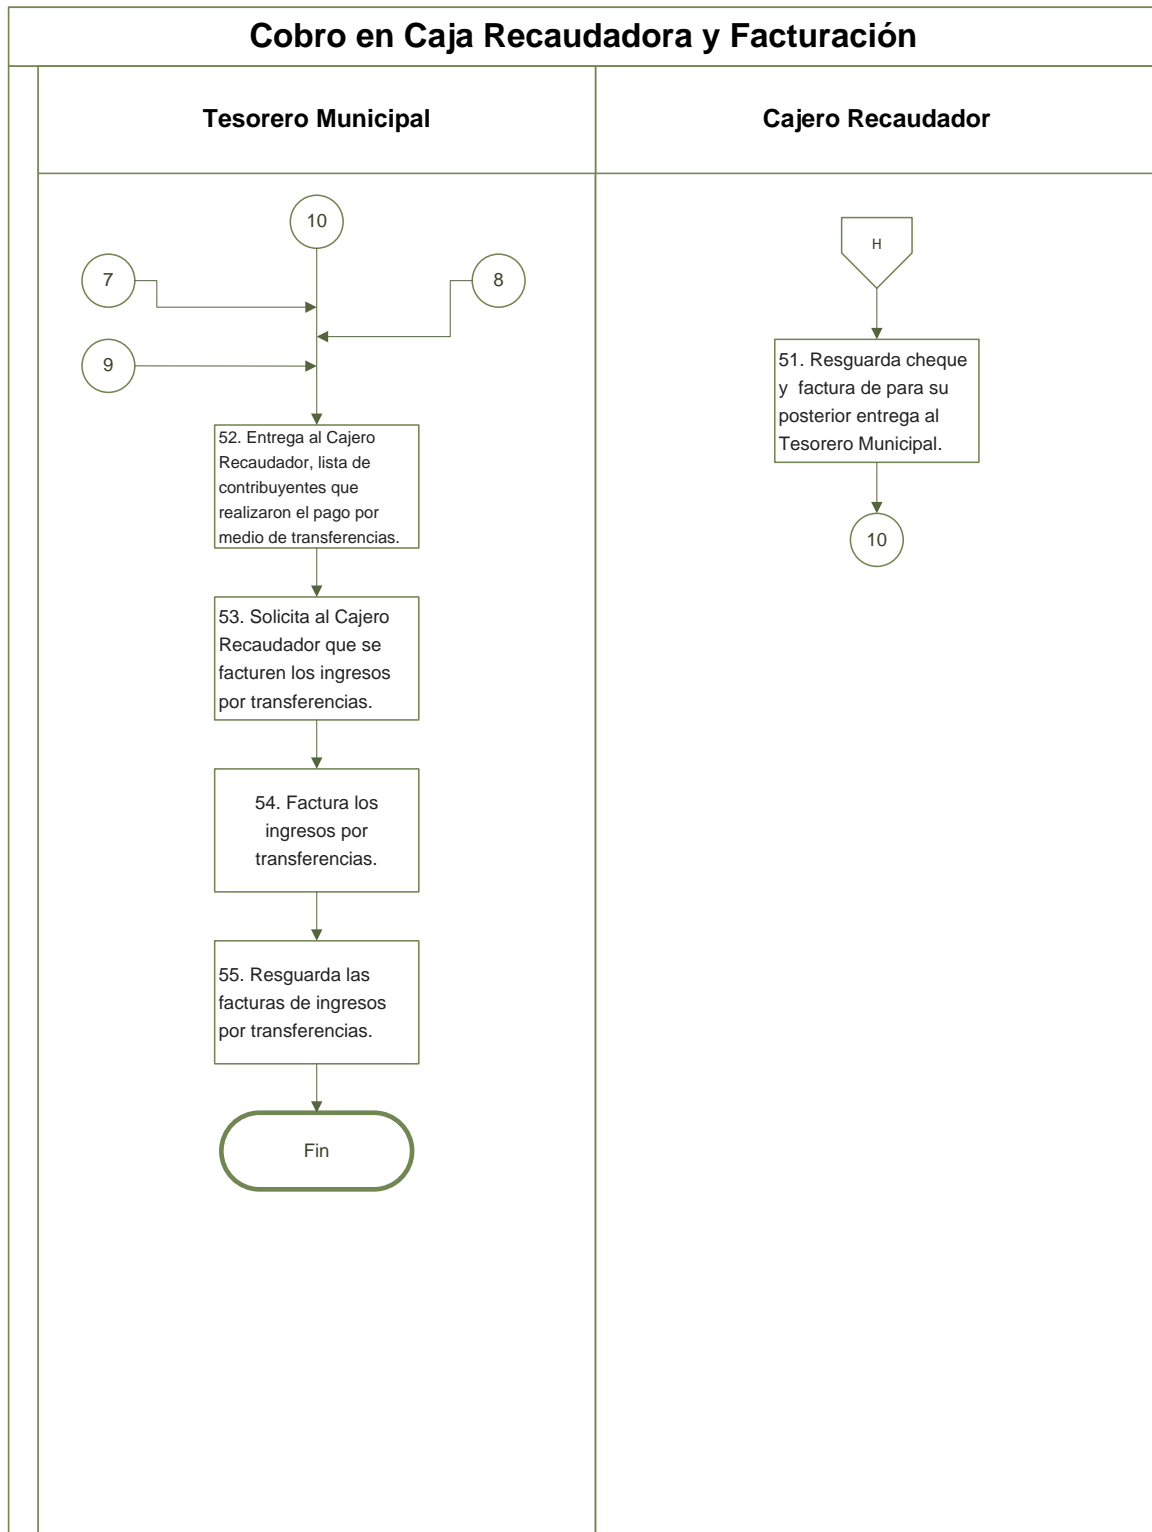 Cobro en Caja Recaudadora y Facturación
Tesorero Municipal
Cajero Recaudador
10
7
8
9
52. Entrega al Cajero
Recaudador, lista de
contribuyentes que
realizaron el pago por
medio de transferencias.
53. Solicita al Cajero
Recaudador que se
facturen los ingresos
por transferencias.
54. Factura los
ingresos por
transferencias.
55. Resguarda las
facturas de ingresos
por transferencias.
Fin
H
51. Resguarda cheque
y  factura de para su
posterior entrega al
Tesorero Municipal.
10